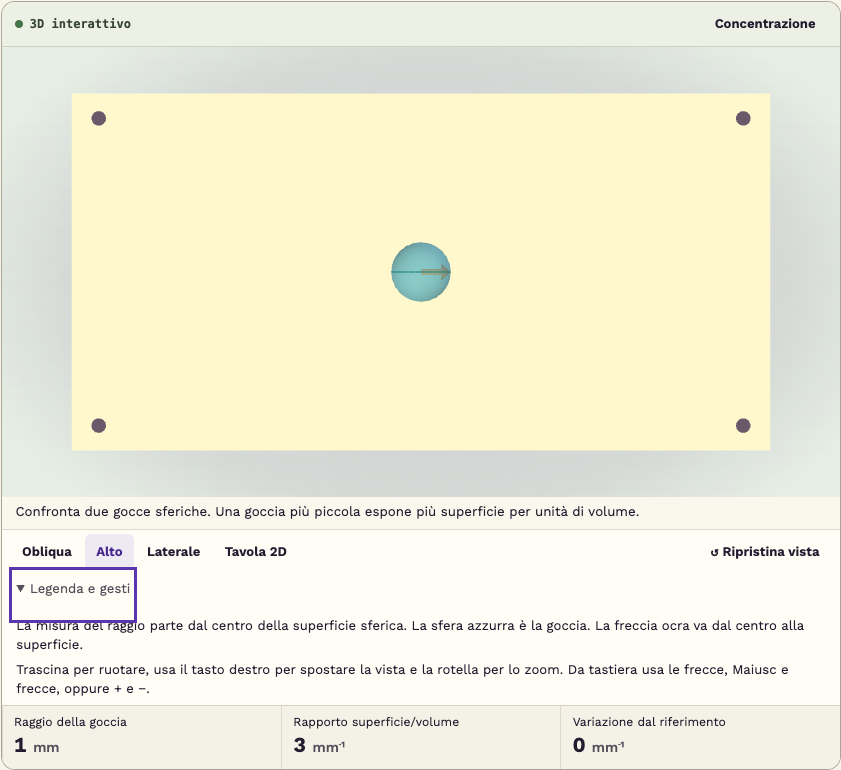 3D interattivo
Concentrazione
Confronta due gocce sferiche. Una goccia più piccola espone più superficie per unità di volume.
Obliqua Alto Laterale Tavola 2D ↺ Ripristina vista
▼ Legenda e gesti
La misura del raggio parte dal centro della superficie sferica. La sfera azzurra è la goccia. La freccia ocra va dal centro alla
superficie.
Trascina per ruotare, usa il tasto destro per spostare la vista e la rotella per lo zoom. Da tastiera usa le frecce, Maiusc e
frecce, oppure + e −.
Raggio della goccia
1 mm
Rapporto superficie/volume
3 mm⁻¹
Variazione dal riferimento
0 mm⁻¹